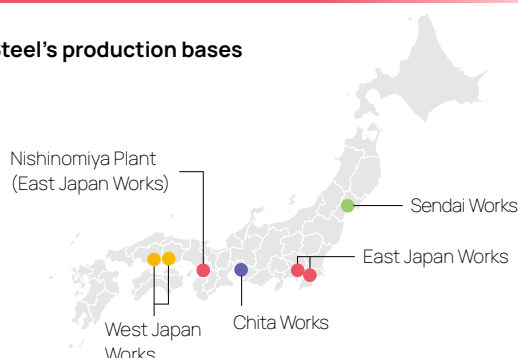 Steel's production bases
Nishinomiya Plant
(East Japan Works)
Sendai Works
East Japan Works
Chita Works
West Japan
Works